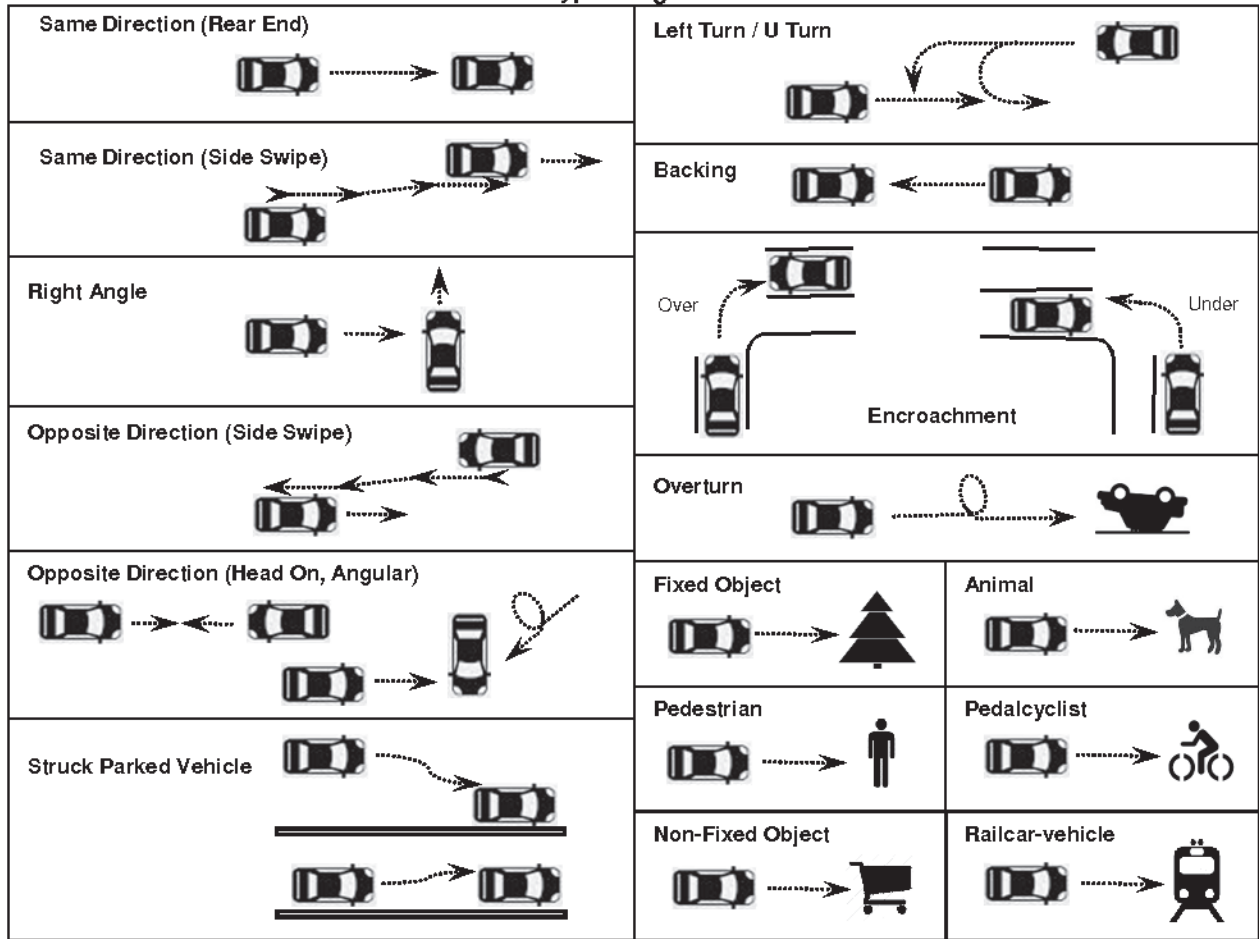 Same Direction (Rear End)
Same Direction (Side Swipe)
Right Angle
Opposite Direction (Side Swipe)
Opposite Direction (Head On, Angular)
Struck Parked Vehicle
Left Turn / U Turn
Backing
Over
Under
Encroachment
Overturn
Fixed Object
Animal
Pedestrian
Pedalcyclist
Non-Fixed Object
Railcar-vehicle